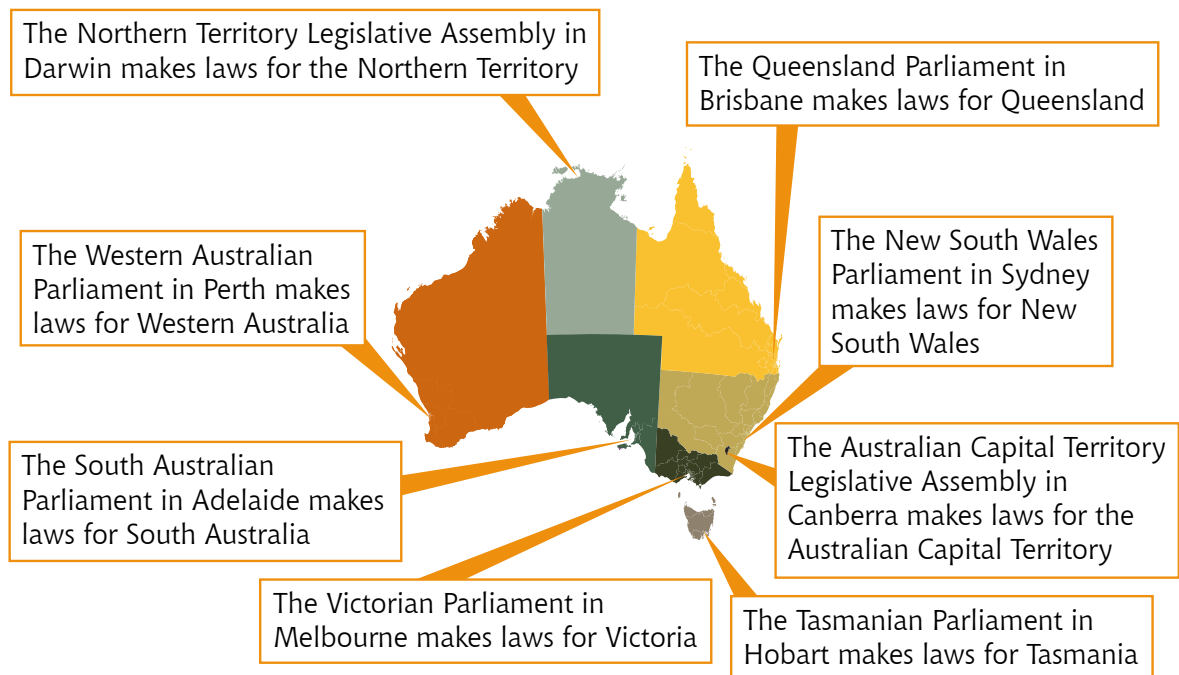 The Northern Territory Legislative Assembly in
Darwin makes laws for the Northern Territory
The Queensland Parliament in
Brisbane makes laws for Queensland
The Western Australian
Parliament in Perth makes
laws for Western Australia
The New South Wales
Parliament in Sydney
makes laws for New
South Wales
The South Australian
Parliament in Adelaide makes
laws for South Australia
The Australian Capital Territory
Legislative Assembly in
Canberra makes laws for the
Australian Capital Territory
The Victorian Parliament in
Melbourne makes laws for Victoria
The Tasmanian Parliament in
Hobart makes laws for Tasmania